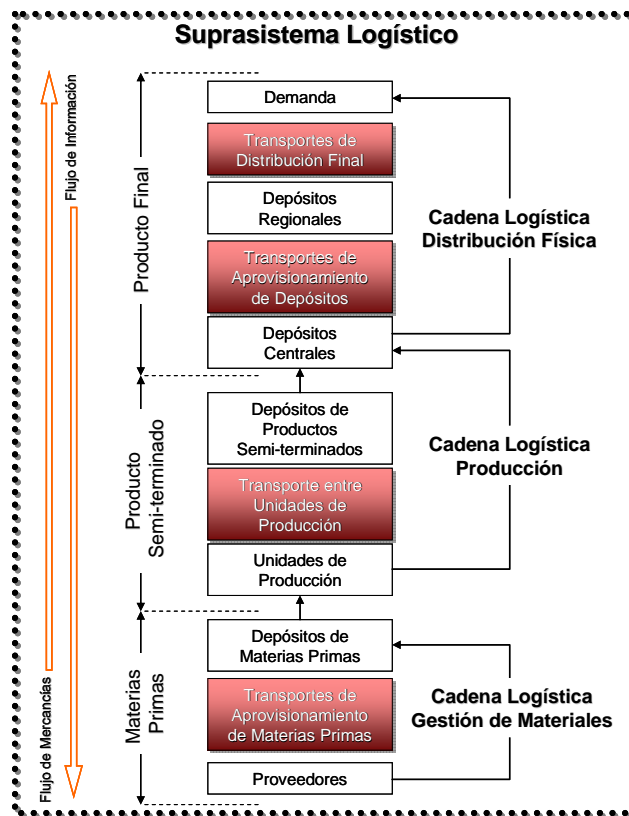 Suprasistema Logístico
Flujo de Información
Flujo de Mercancías
Producto Final
Demanda
Transportes de
Distribución Final
Depósitos
Regionales
Transportes de
Aprovisionamiento
de Depósitos
Depósitos
Centrales
Cadena Logística
Distribución Física
Producto
Semi-terminado
Depósitos de
Productos
Semi-terminados
Transporte entre
Unidades de
Producción
Unidades de
Producción
Cadena Logística
Producción
Materias
Primas
Depósitos de
Materias Primas
Transportes de
Aprovisionamiento
de Materias Primas
Proveedores
Cadena Logística
Gestión de Materiales